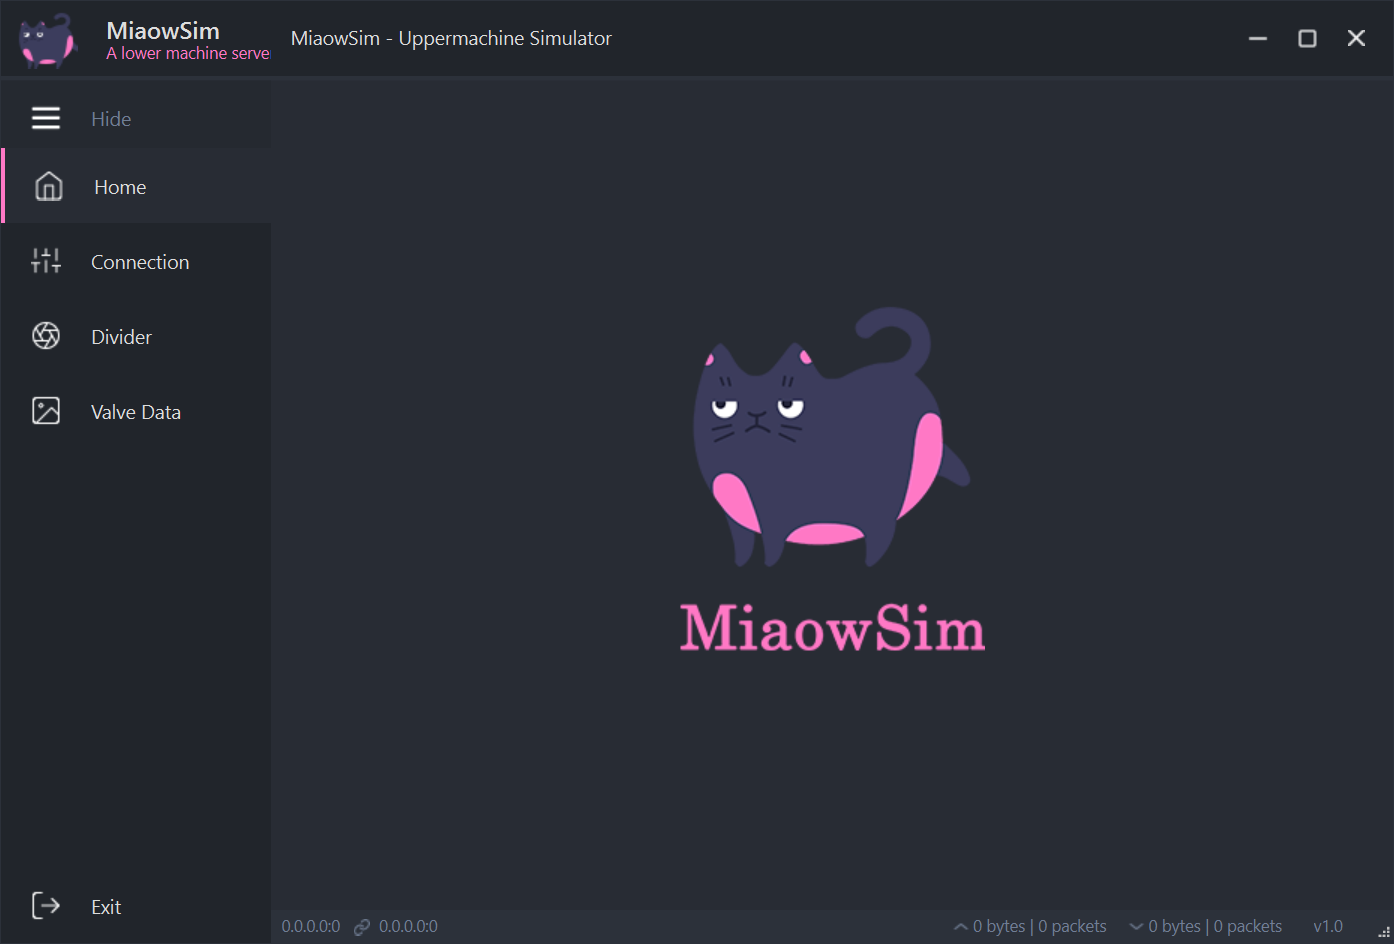 MiaowSim
A lower machine server
MiaowSim - Uppermachine Simulator
Hide
Home
Connection
Divider
Valve Data
MiaowSim
Exit
0.0.0.0:0 0.0.0.0:0
0 bytes | 0 packets 0 bytes | 0 packets v1.0